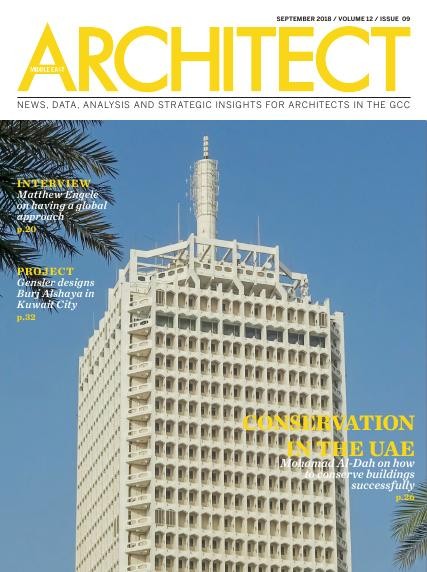 SEPTEMBER 2018 / VOLUME 12 / ISSUE 09
ARCHITECT
MIDDLE EAST
NEWS, DATA, ANALYSIS AND STRATEGIC INSIGHTS FOR ARCHITECTS IN THE GCC
INTERVIEW
Matthew Engele
on having a global
approach
p.20
PROJECT
Gensler designs
Burj Alshaya in
Kuwait City
p.32
CONSERVATION
IN THE UAE
Mohamad Al-Dah on how
to conserve buildings
successfully
p.26